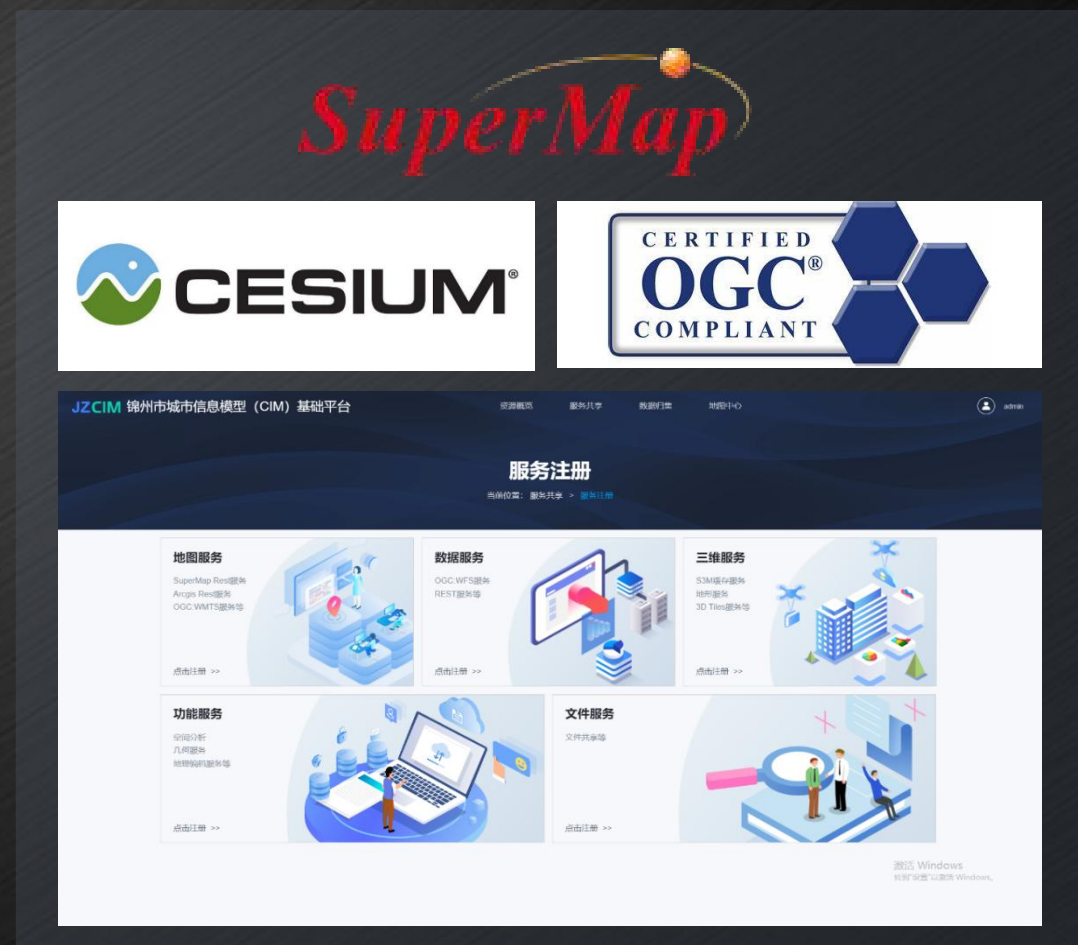 SuperMap
CESIUM®
CERTIFIED
OGC®
COMPLIANT
JZCIM 锦州市城市信息模型（CIM）基础平台
资源概览 服务共享 数据归集 地图中心 admin
服务注册
当前位置： 服务共享 > 服务注册
地图服务
SuperMap Rest服务
Arcgis Rest服务
OGC:WMTS服务等
点击注册 >>
数据服务
OGC:WFS服务
REST服务等
点击注册 >>
三维服务
S3M缓存服务
地形服务
3D Tiles服务等
点击注册 >>
功能服务
空间分析
几何服务
地理编码服务等
点击注册 >>
文件服务
文件共享等
点击注册 >>
激活 Windows
转到"设置"以激活 Windows。